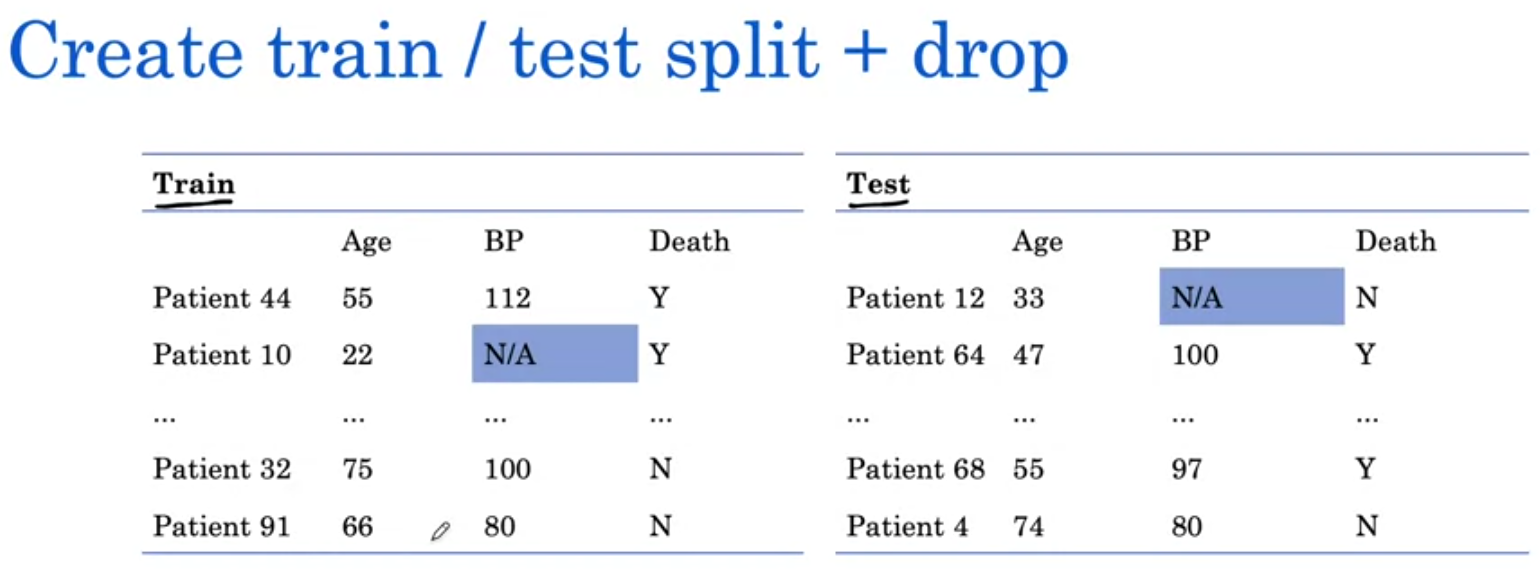 Create train / test split + drop
Train
Age BP Death
Patient 44 55 112 Y
Patient 10 22 N/A Y
... ... ... ...
Patient 32 75 100 N
Patient 91 66 80 N
Test
Age BP Death
Patient 12 33 N/A N
Patient 64 47 100 Y
... ... ... ...
Patient 68 55 97 Y
Patient 4 74 80 N